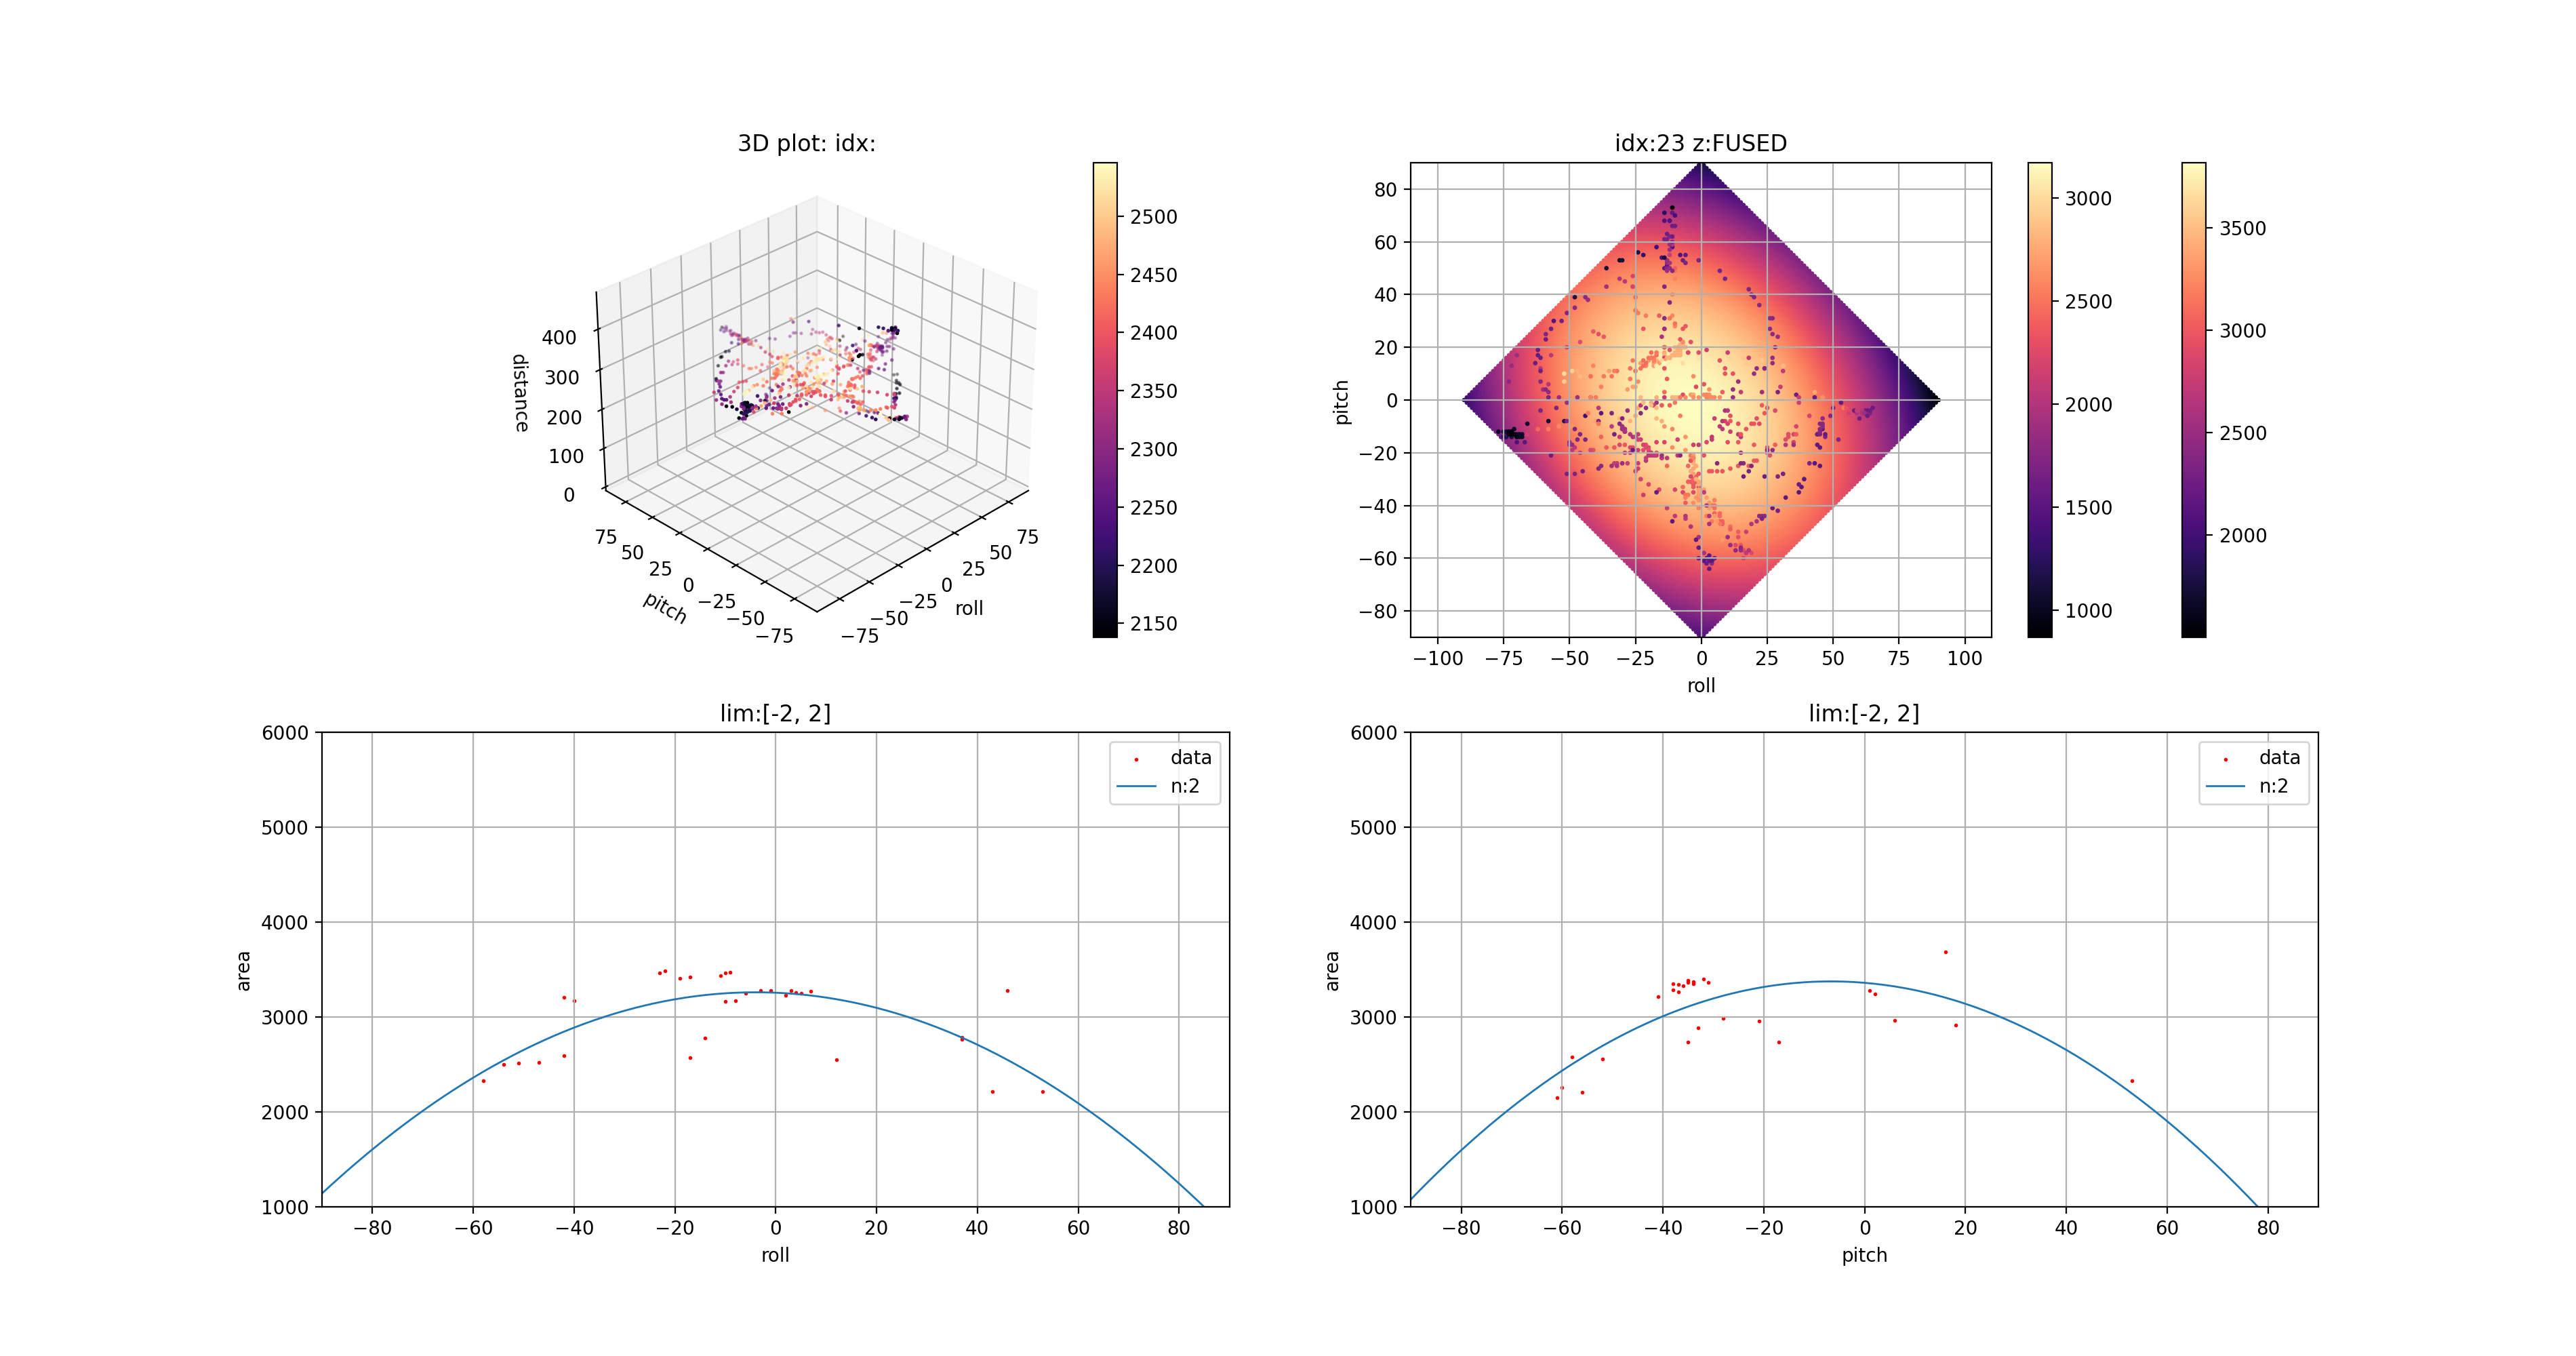 3D plot: idx:
400
300
200
100
0
distance
75
50
25
0
−25
−50
−75
pitch
−75
−50
−25
0
25
50
75
roll
2500
2450
2400
2350
2300
2250
2200
2150
idx:23 z:FUSED
80
60
40
20
0
−20
−40
−60
−80
pitch
−100 −75 −50 −25 0 25 50 75 100
roll
3000
2500
2000
1500
1000
3500
3000
2500
2000
lim:[-2, 2]
6000
5000
4000
3000
2000
1000
area
data
n:2
−80 −60 −40 −20 0 20 40 60 80
roll
lim:[-2, 2]
6000
5000
4000
3000
2000
1000
area
data
n:2
−80 −60 −40 −20 0 20 40 60 80
pitch